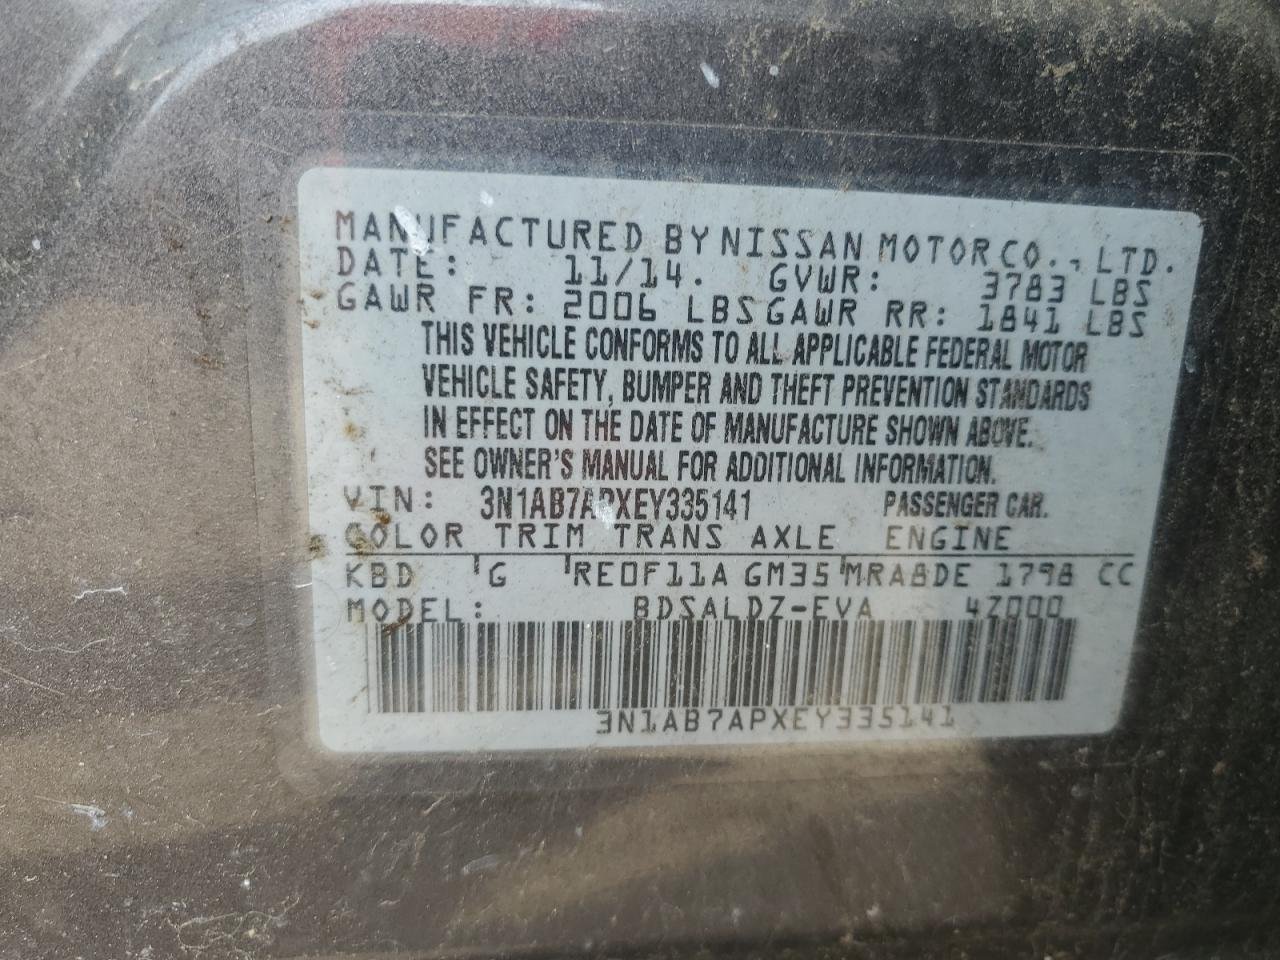 MANUFACTURED BY NISSAN MOTOR CO., LTD.
DATE: 11/14. GVWR: 3783 LBS
GAWR FR: 2006 LBS GAWR RR: 1841 LBS
THIS VEHICLE CONFORMS TO ALL APPLICABLE FEDERAL MOTOR
VEHICLE SAFETY, BUMPER AND THEFT PREVENTION STANDARDS
IN EFFECT ON THE DATE OF MANUFACTURE SHOWN ABOVE.
SEE OWNER'S MANUAL FOR ADDITIONAL INFORMATION.
VIN: 3N1AB7APXEY335141 PASSENGER CAR.
COLOR TRIM TRANS AXLE ENGINE
KBD G RE0F11A GM35 MRA8DE 1798 CC
MODEL: BDSALDZ-EVA 4Z000
3N1AB7APXEY335141